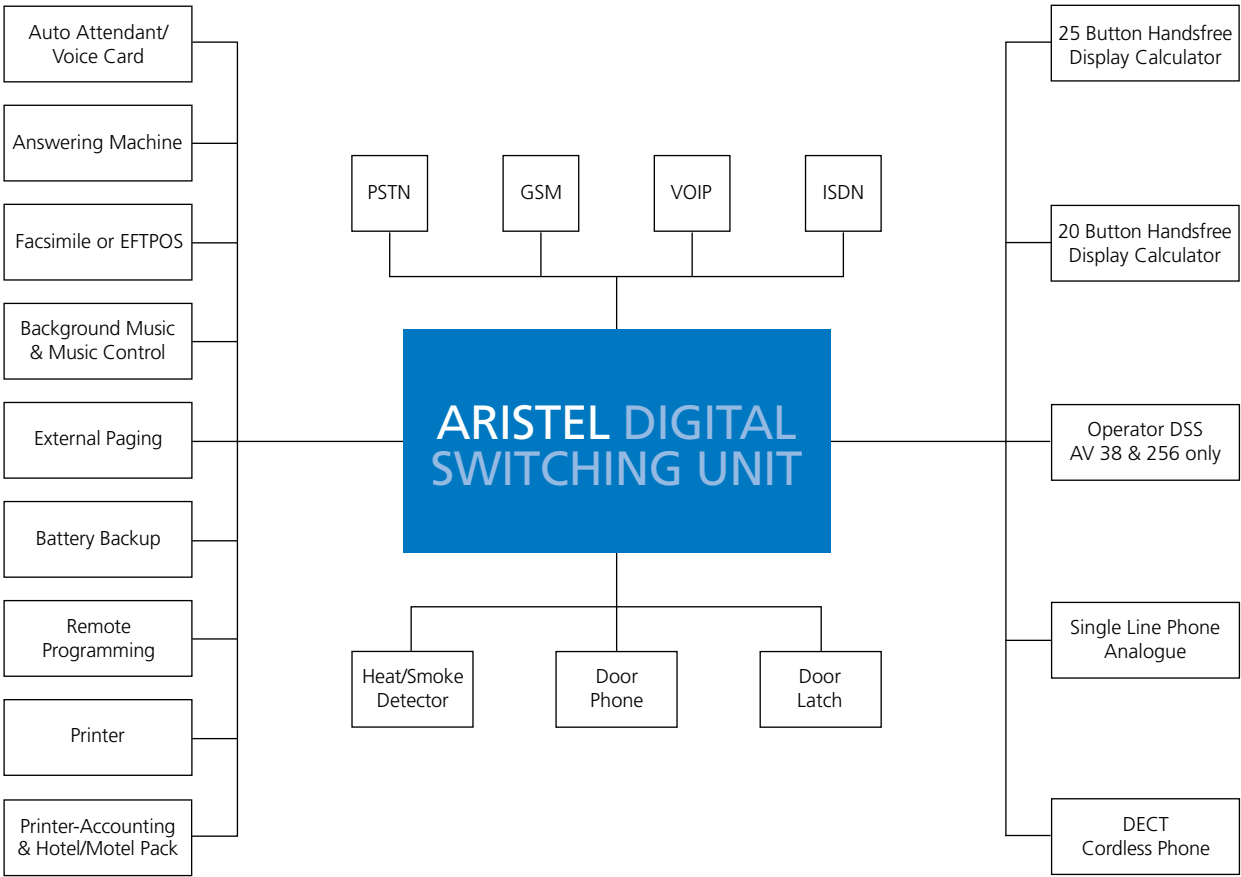 Auto Attendant/
Voice Card
Answering Machine
Facsimile or EFTPOS
Background Music
& Music Control
External Paging
Battery Backup
Remote
Programming
Printer
Printer-Accounting
& Hotel/Motel Pack
PSTN
GSM
VOIP
ISDN
ARISTEL DIGITAL
SWITCHING UNIT
Heat/Smoke
Detector
Door
Phone
Door
Latch
25 Button Handsfree
Display Calculator
20 Button Handsfree
Display Calculator
Operator DSS
AV 38 & 256 only
Single Line Phone
Analogue
DECT
Cordless Phone